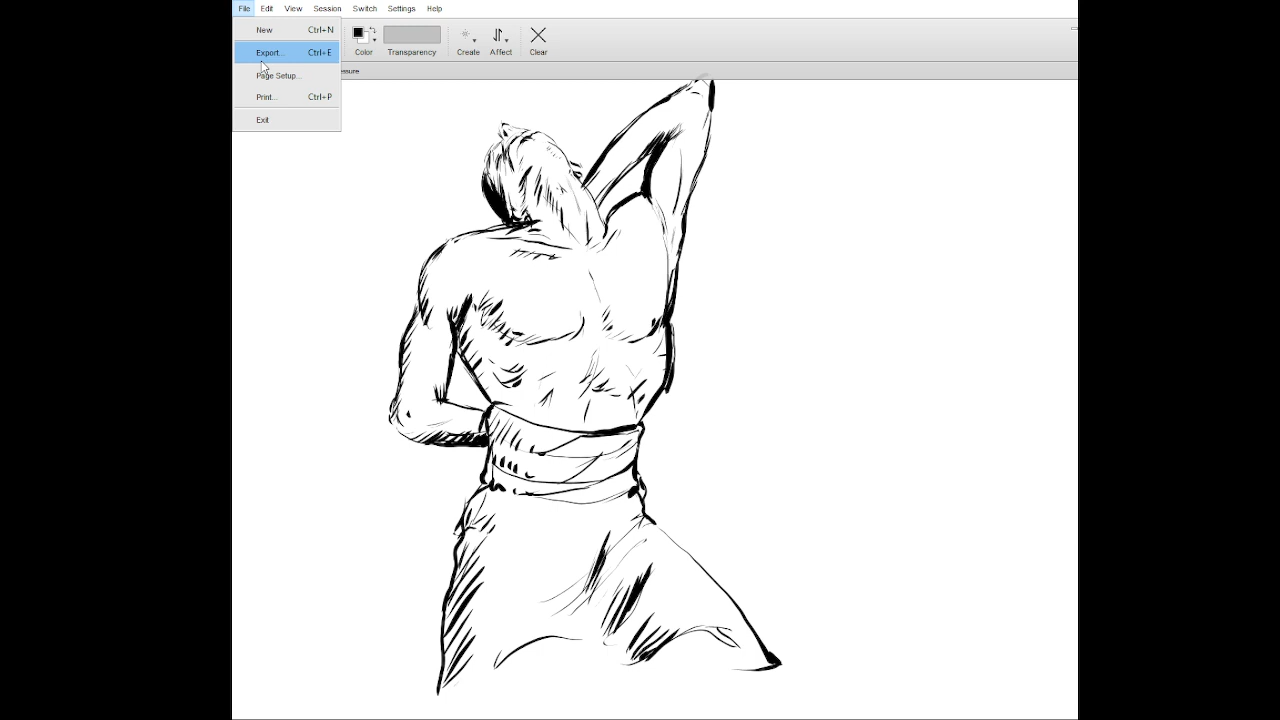 File Edit View Session Switch Settings Help
New Ctrl+N
Export... Ctrl+E
Page Setup...
Print... Ctrl+P
Exit
Color Transparency Create Affect Clear